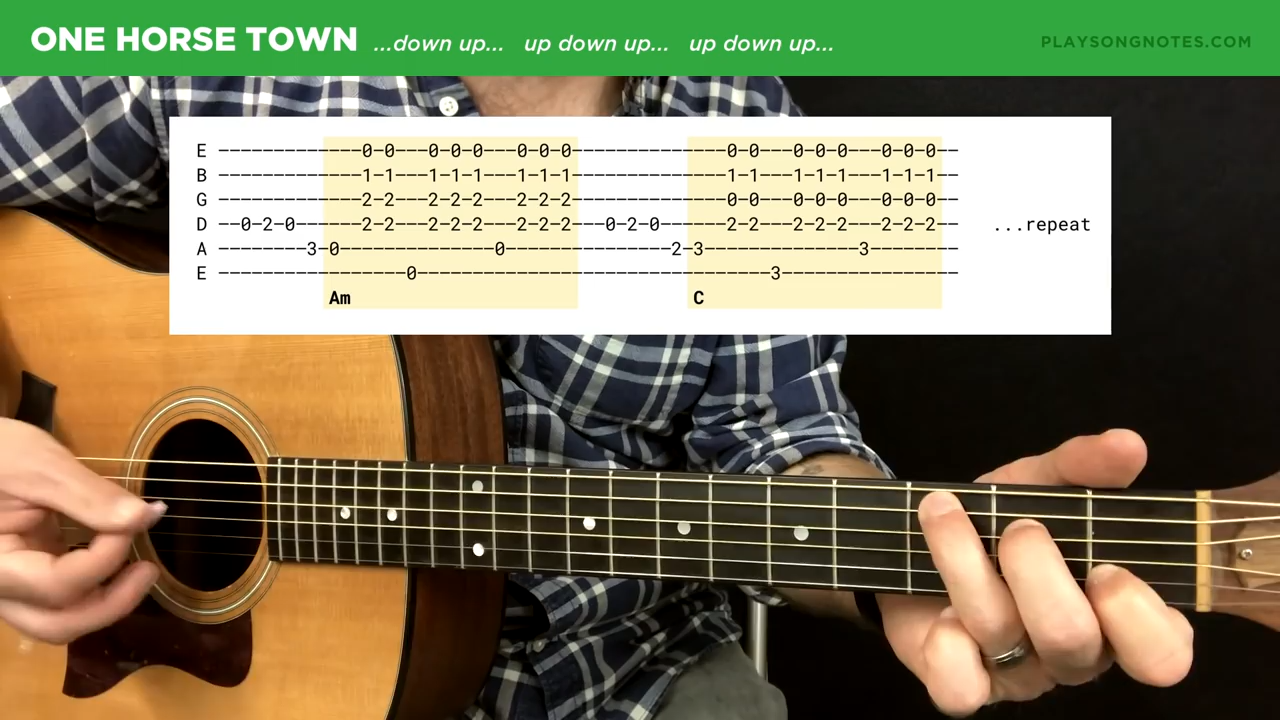 ONE HORSE TOWN ...down up... up down up... up down up... PLAYSONGNOTES.COM
E -------------0-0---0-0-0---0-0-0--------------0-0---0-0-0---0-0-0--
B -------------1-1---1-1-1---1-1-1--------------1-1---1-1-1---1-1-1--
G -------------2-2---2-2-2---2-2-2--------------0-0---0-0-0---0-0-0--
D --0-2-0------2-2---2-2-2---2-2-2---0-2-0------2-2---2-2-2---2-2-2-- ...repeat
A --------3-0--------------0---------------2-3--------------3--------
E -----------------0--------------------------------3----------------
Am C